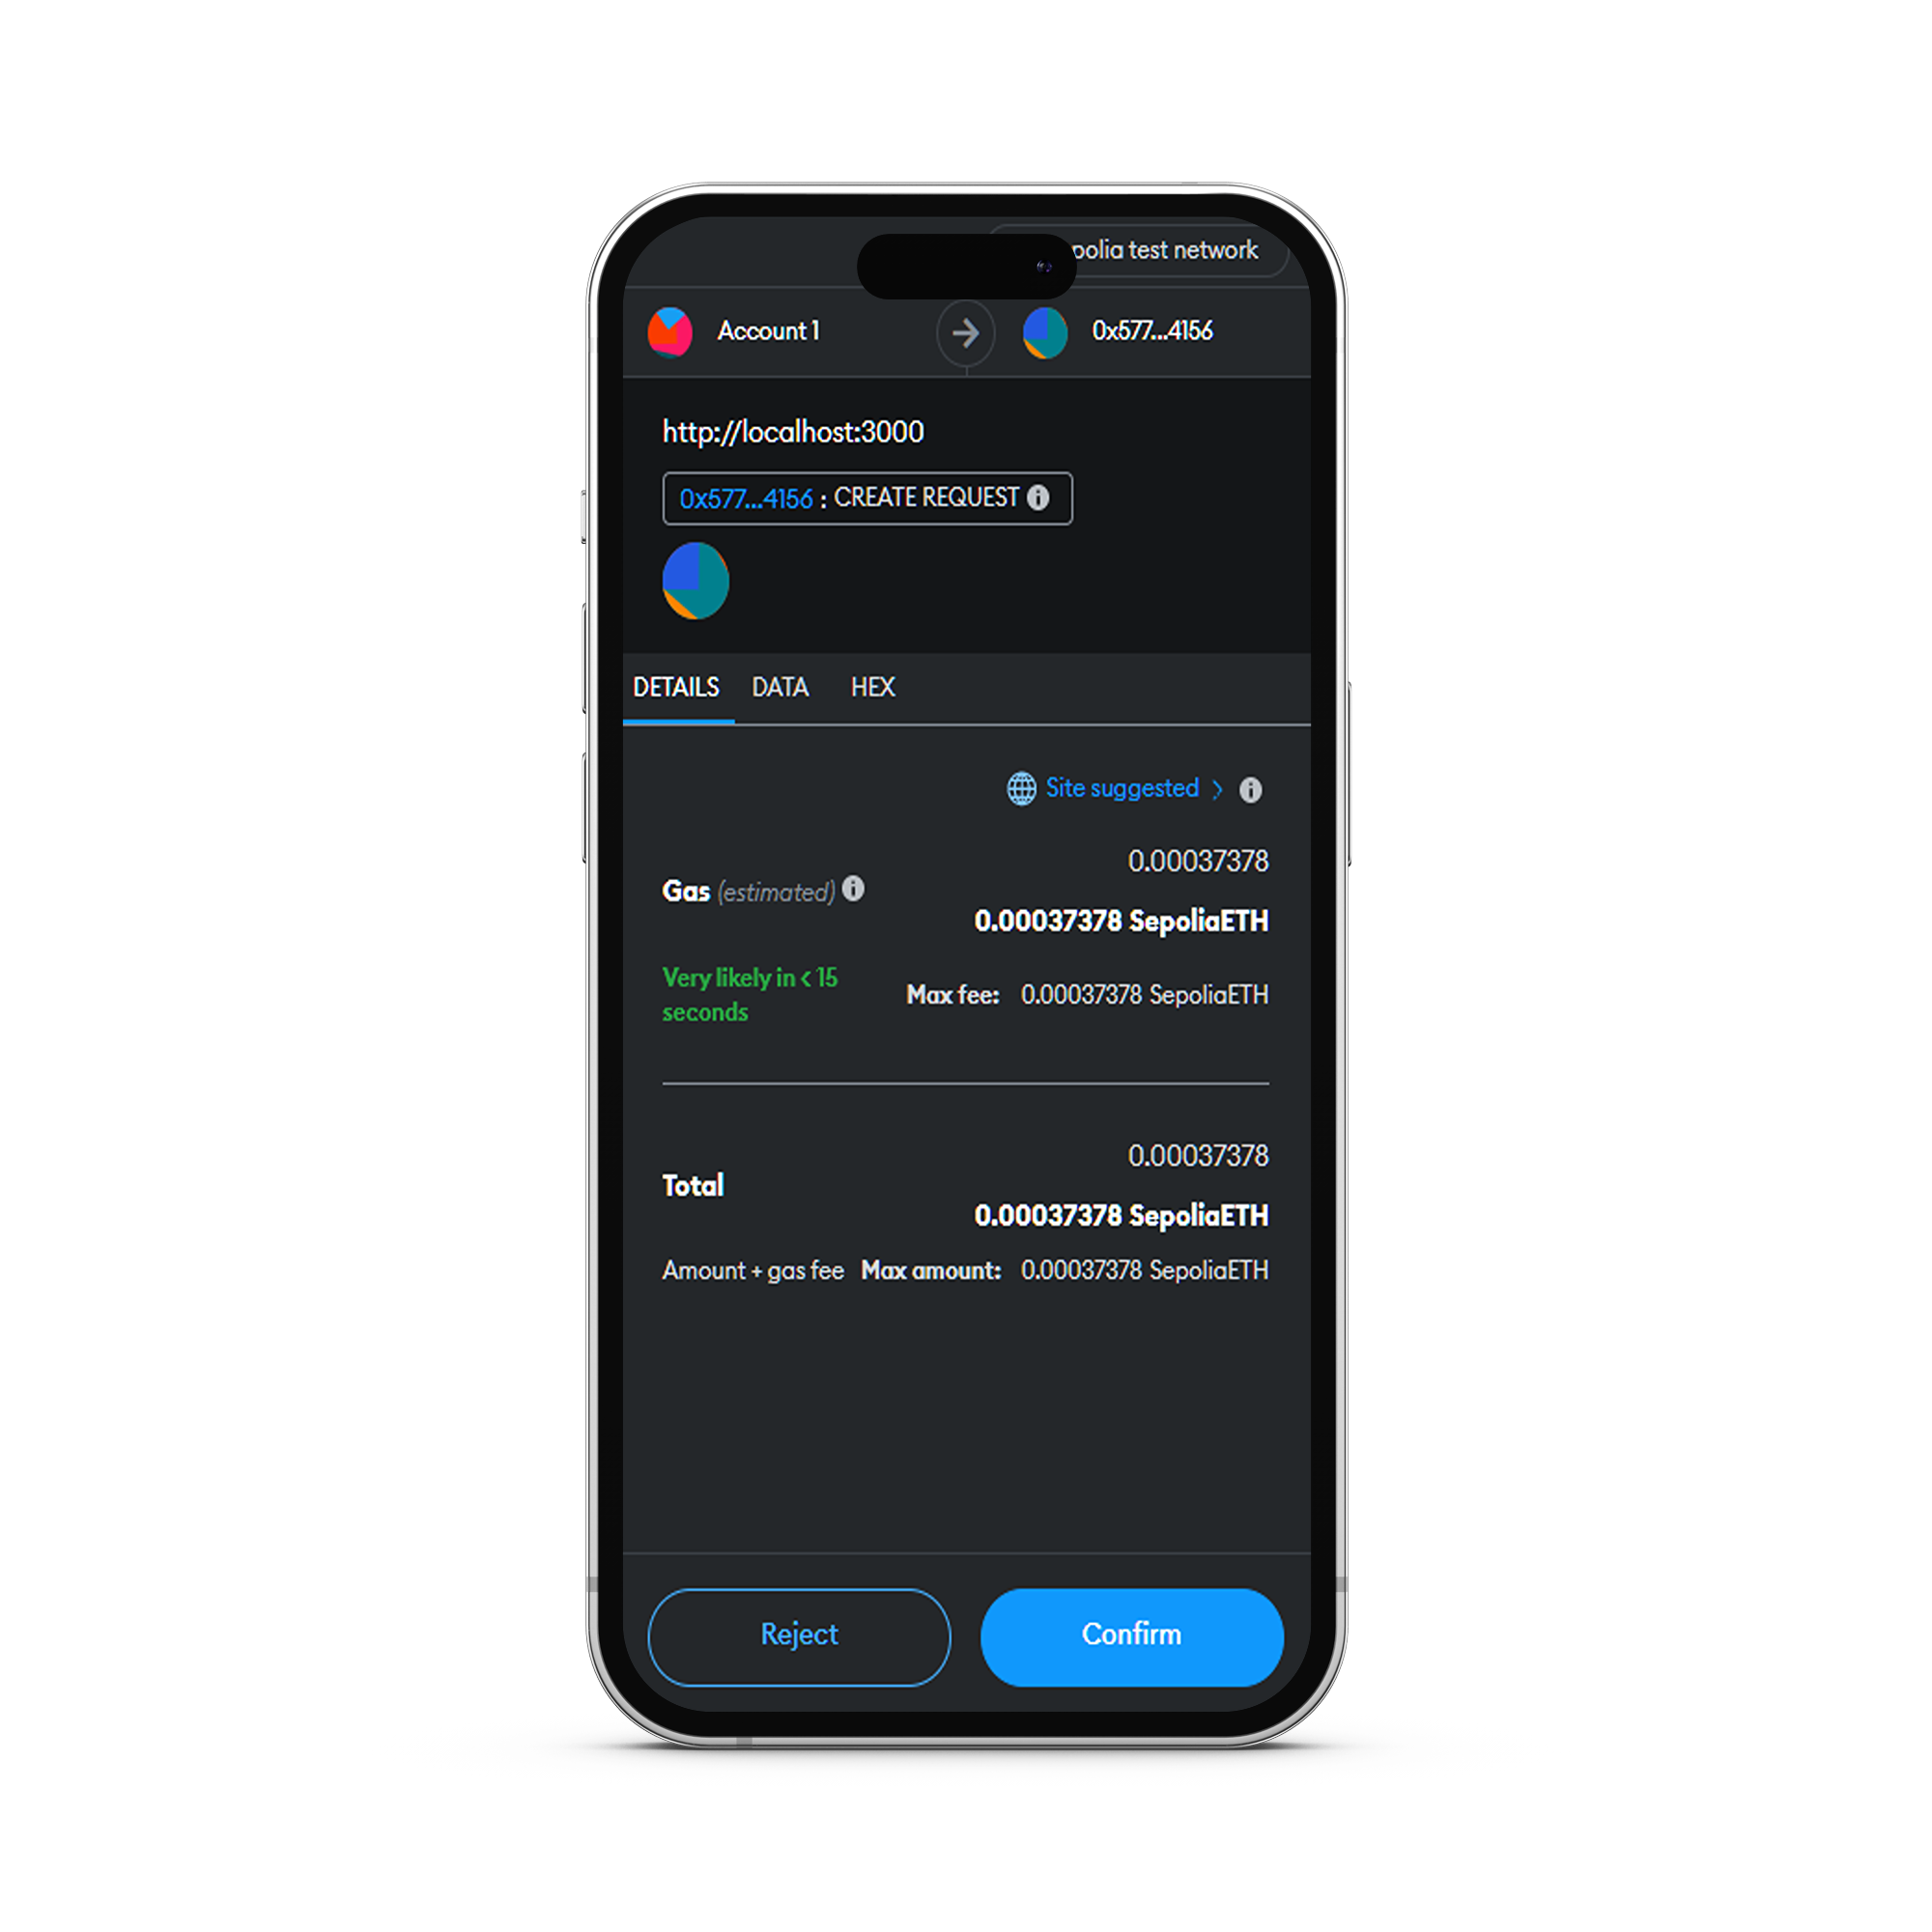 polia test network
Account 1
0x577...4156
http://localhost:3000
0x577...4156 : CREATE REQUEST
DETAILS DATA HEX
Site suggested >
0.00037378
Gas (estimated)
0.00037378 SepoliaETH
Very likely in < 15
seconds
Max fee: 0.00037378 SepoliaETH
0.00037378
Total
0.00037378 SepoliaETH
Amount + gas fee Max amount: 0.00037378 SepoliaETH
Reject
Confirm